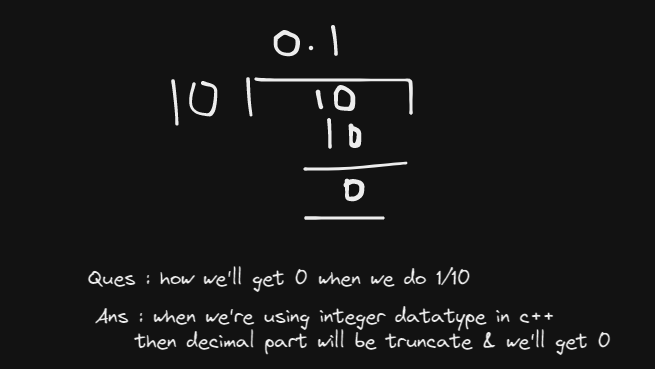 0.1
10 10
10
0
Ques : how we'll get 0 when we do 1/10
Ans : when we're using integer datatype in c++
then decimal part will be truncate & we'll get 0